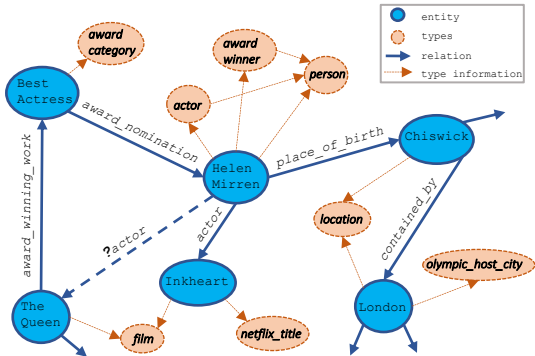 entity
types
relation
type information
award
category
award
winner
person
actor
Best
Actress
award_nomination
place_of_birth
Chiswick
Helen
Mirren
award_winning_work
?actor
actor
location
contained_by
olympic_host_city
Inkheart
London
The
Queen
film
netflix_title